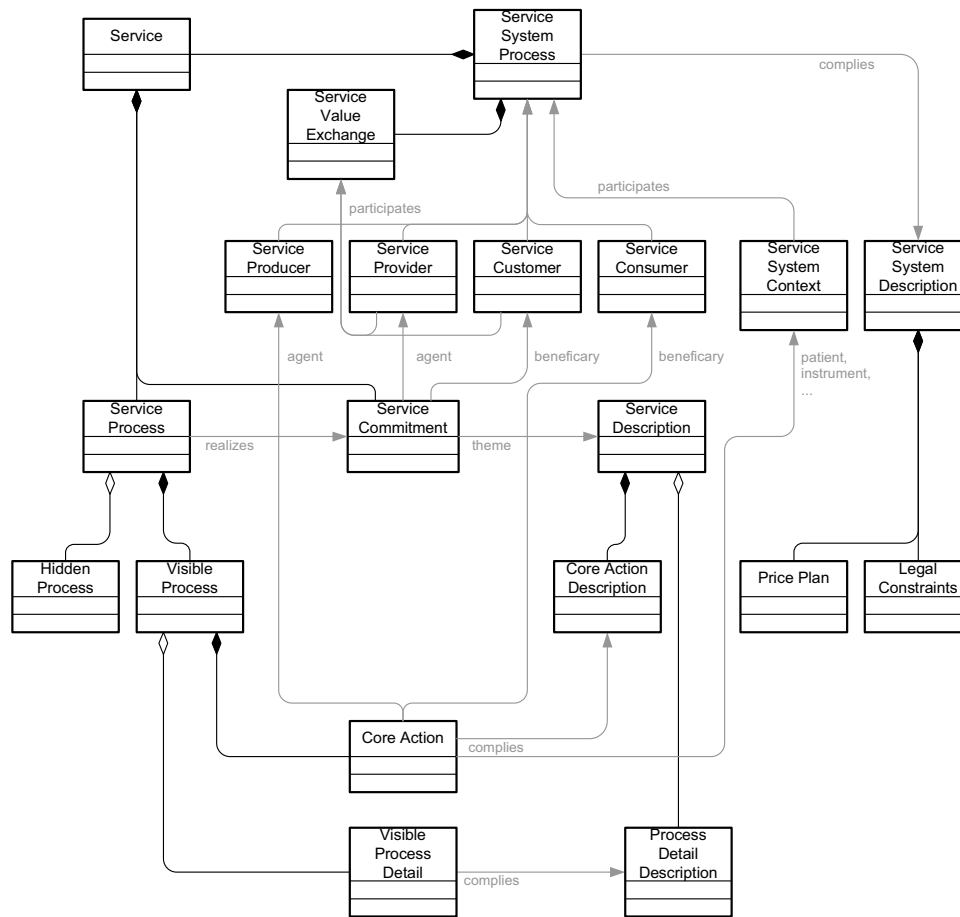 Service
Service
System
Process
complies
Service
Value
Exchange
participates
participates
Service
Producer
Service
Provider
Service
Customer
Service
Consumer
Service
System
Context
Service
System
Description
agent
agent
beneficary
beneficary
patient,
instrument,
...
Service
Process
realizes
Service
Commitment
theme
Service
Description
Hidden
Process
Visible
Process
Core Action
Description
Price Plan
Legal
Constraints
Core Action
complies
Visible
Process
Detail
complies
Process
Detail
Description